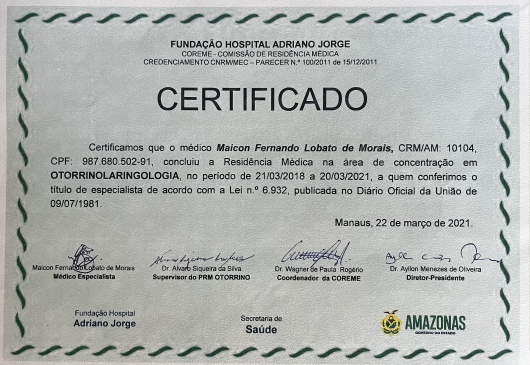 FUNDAÇÃO HOSPITAL ADRIANO JORGE
COREME - COMISSÃO DE RESIDÊNCIA MÉDICA
CREDENCIAMENTO CNRM/MEC – PARECER N.º 100/2011 de 15/12/2011
CERTIFICADO
Certificamos que o médico Maicon Fernando Lobato de Morais, CRM/AM: 10104,
CPF: 987.680.502-91, concluiu a Residência Médica na área de concentração em
OTORRINOLARINGOLOGIA, no período de 21/03/2018 a 20/03/2021, a quem conferimos o
título de especialista de acordo com a Lei n.º 6.932, publicada no Diário Oficial da União de
09/07/1981.
Manaus, 22 de março de 2021.
Maicon Fernando Lobato de Morais
Médico Especialista
Dr. Alvaro Siqueira da Silva
Supervisor do PRM OTORRINO
Dr. Wagner de Paula Rogério
Coordenador da COREME
Dr. Ayllon Menezes de Oliveira
Diretor-Presidente
Fundação Hospital
Adriano Jorge
Secretaria de
Saúde
AMAZONAS
GOVERNO DO ESTADO